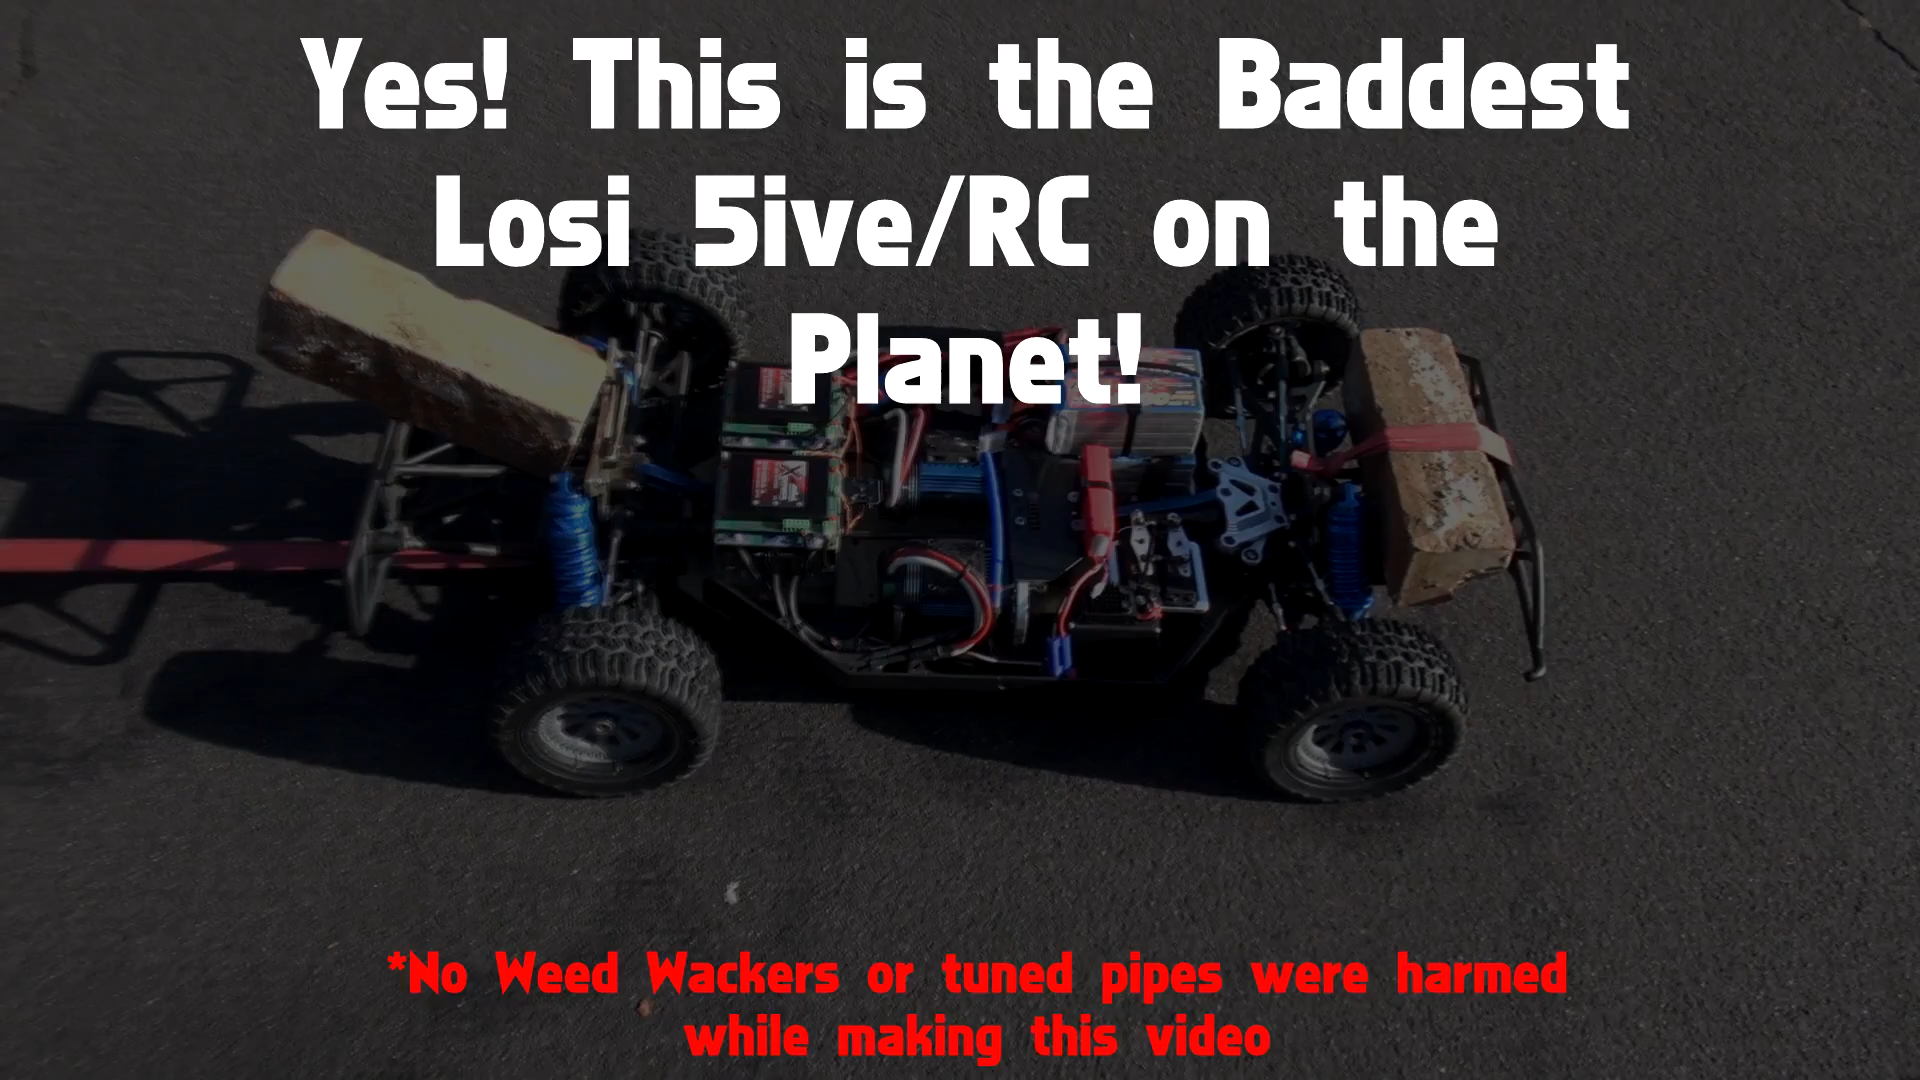 Yes! This is the Baddest
Losi 5ive/RC on the
Planet!
*No Weed Wackers or tuned pipes were harmed
while making this video